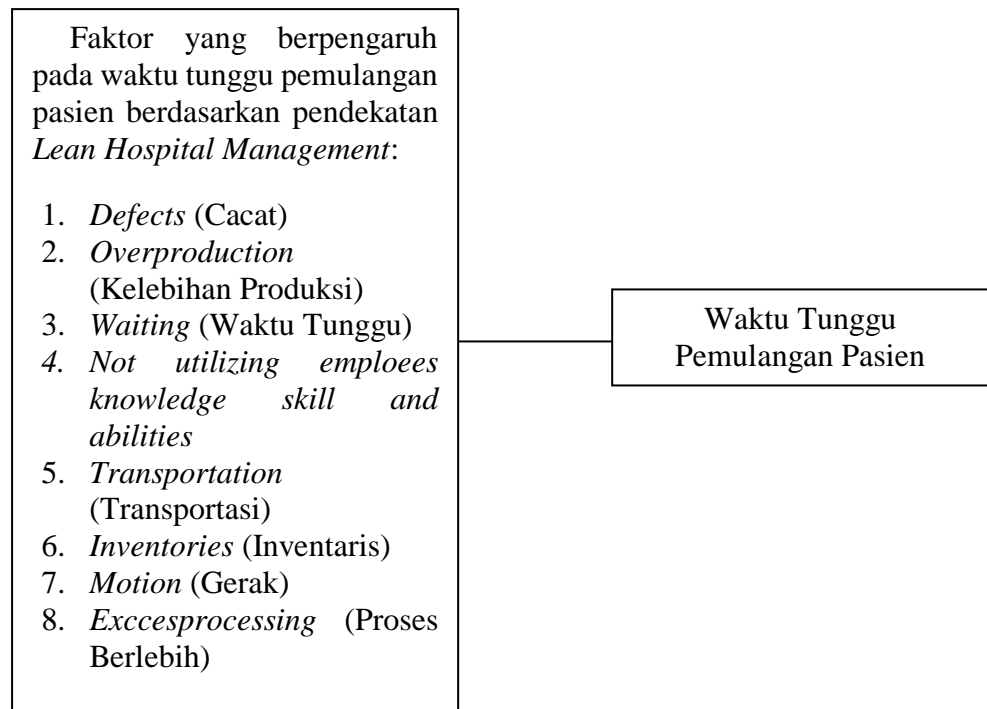 Faktor yang berpengaruh
pada waktu tunggu pemulangan
pasien berdasarkan pendekatan
Lean Hospital Management:
1. Defects (Cacat)
2. Overproduction
(Kelebihan Produksi)
3. Waiting (Waktu Tunggu)
4. Not utilizing emploees
knowledge skill and
abilities
5. Transportation
(Transportasi)
6. Inventories (Inventaris)
7. Motion (Gerak)
8. Exccesprocessing (Proses
Berlebih)
Waktu Tunggu
Pemulangan Pasien